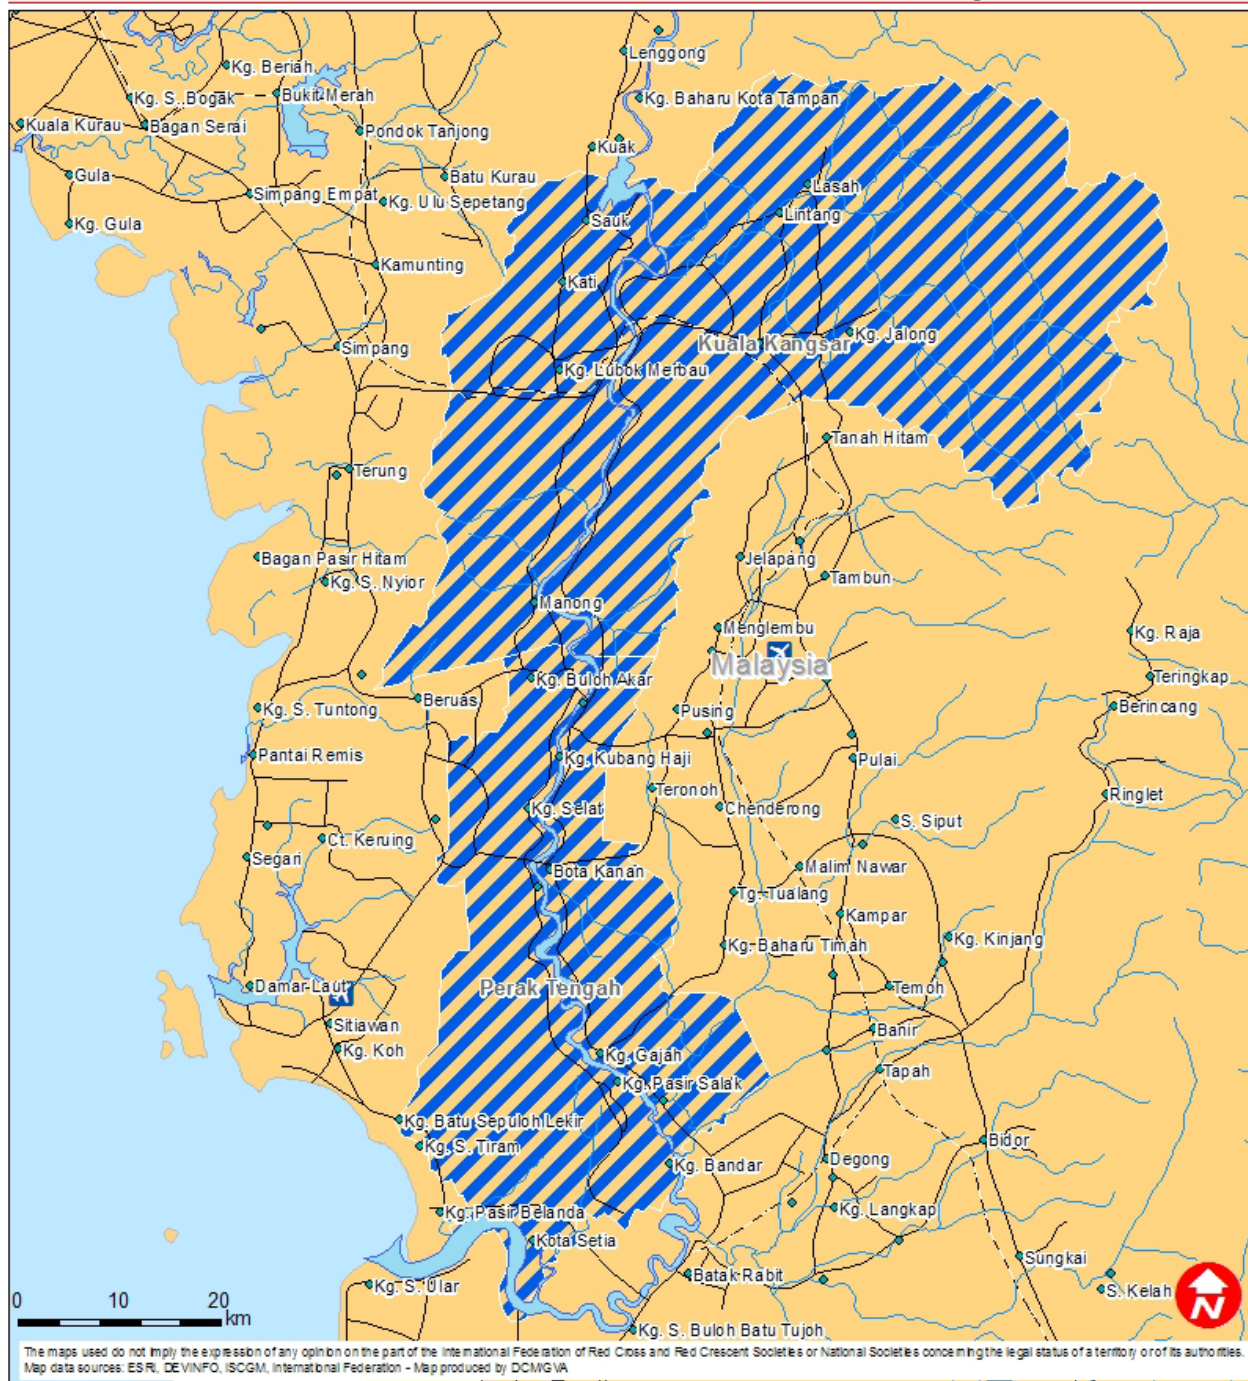 Lenggong
Kg. Beriah
Bukit Merah
Kg. S. Bogak
Kg. Baharu Kota Tampan
Kuala Kurau
Bagan Serai
Pondok Tanjong
Kuak
Gula
Batu Kurau
Lasah
Simpang Empat
Kg. Ulu Sepetang
Lintang
Kg. Gula
Sauk
Kamunting
Kati
Kg. Jalong
Kuala Kangsar
Simpang
Kg. Lubok Merbau
Tanah Hitam
Terung
Bagan Pasir Hitam
Jelapang
Kg. S. Nyior
Tambun
Manong
Menglembu
Kg. Raja
Malaysia
Kg. Buloh Akar
Teringkap
Beruas
Kg. S. Tuntong
Pusing
Berincang
Pantai Remis
Kg. Kubang Haji
Pulai
Teronoh
Ringlet
Kg. Selat
Chenderong
S. Siput
Ct. Keruing
Segari
Bota Kanan
Malim Nawar
Tg. Tualang
Kampar
Kg. Baharu Timah
Kg. Kinjang
Damar Laut
Perak Tengah
Temoh
Sitiawan
Banir
Kg. Koh
Kg. Gajah
Tapah
Kg. Pasir Salak
Kg. Batu Sepuloh Lekir
Kg. S. Tiram
Bidor
Kg. Bandar
Degong
Kg. Pasir Belanda
Kg. Langkap
Kota Setia
Sungkai
Batak Rabit
Kg. S. Ular
S. Kelah
N
0 10 20
km
Kg. S. Buloh Batu Tujoh
The maps used do not imply the expression of any opinion on the part of the International Federation of Red Cross and Red Crescent Societies or National Societies concerning the legal status of a territory or of its authorities.
Map data sources: ESRI, DEVINFO, ISCGM, International Federation - Map produced by DCM/GVA